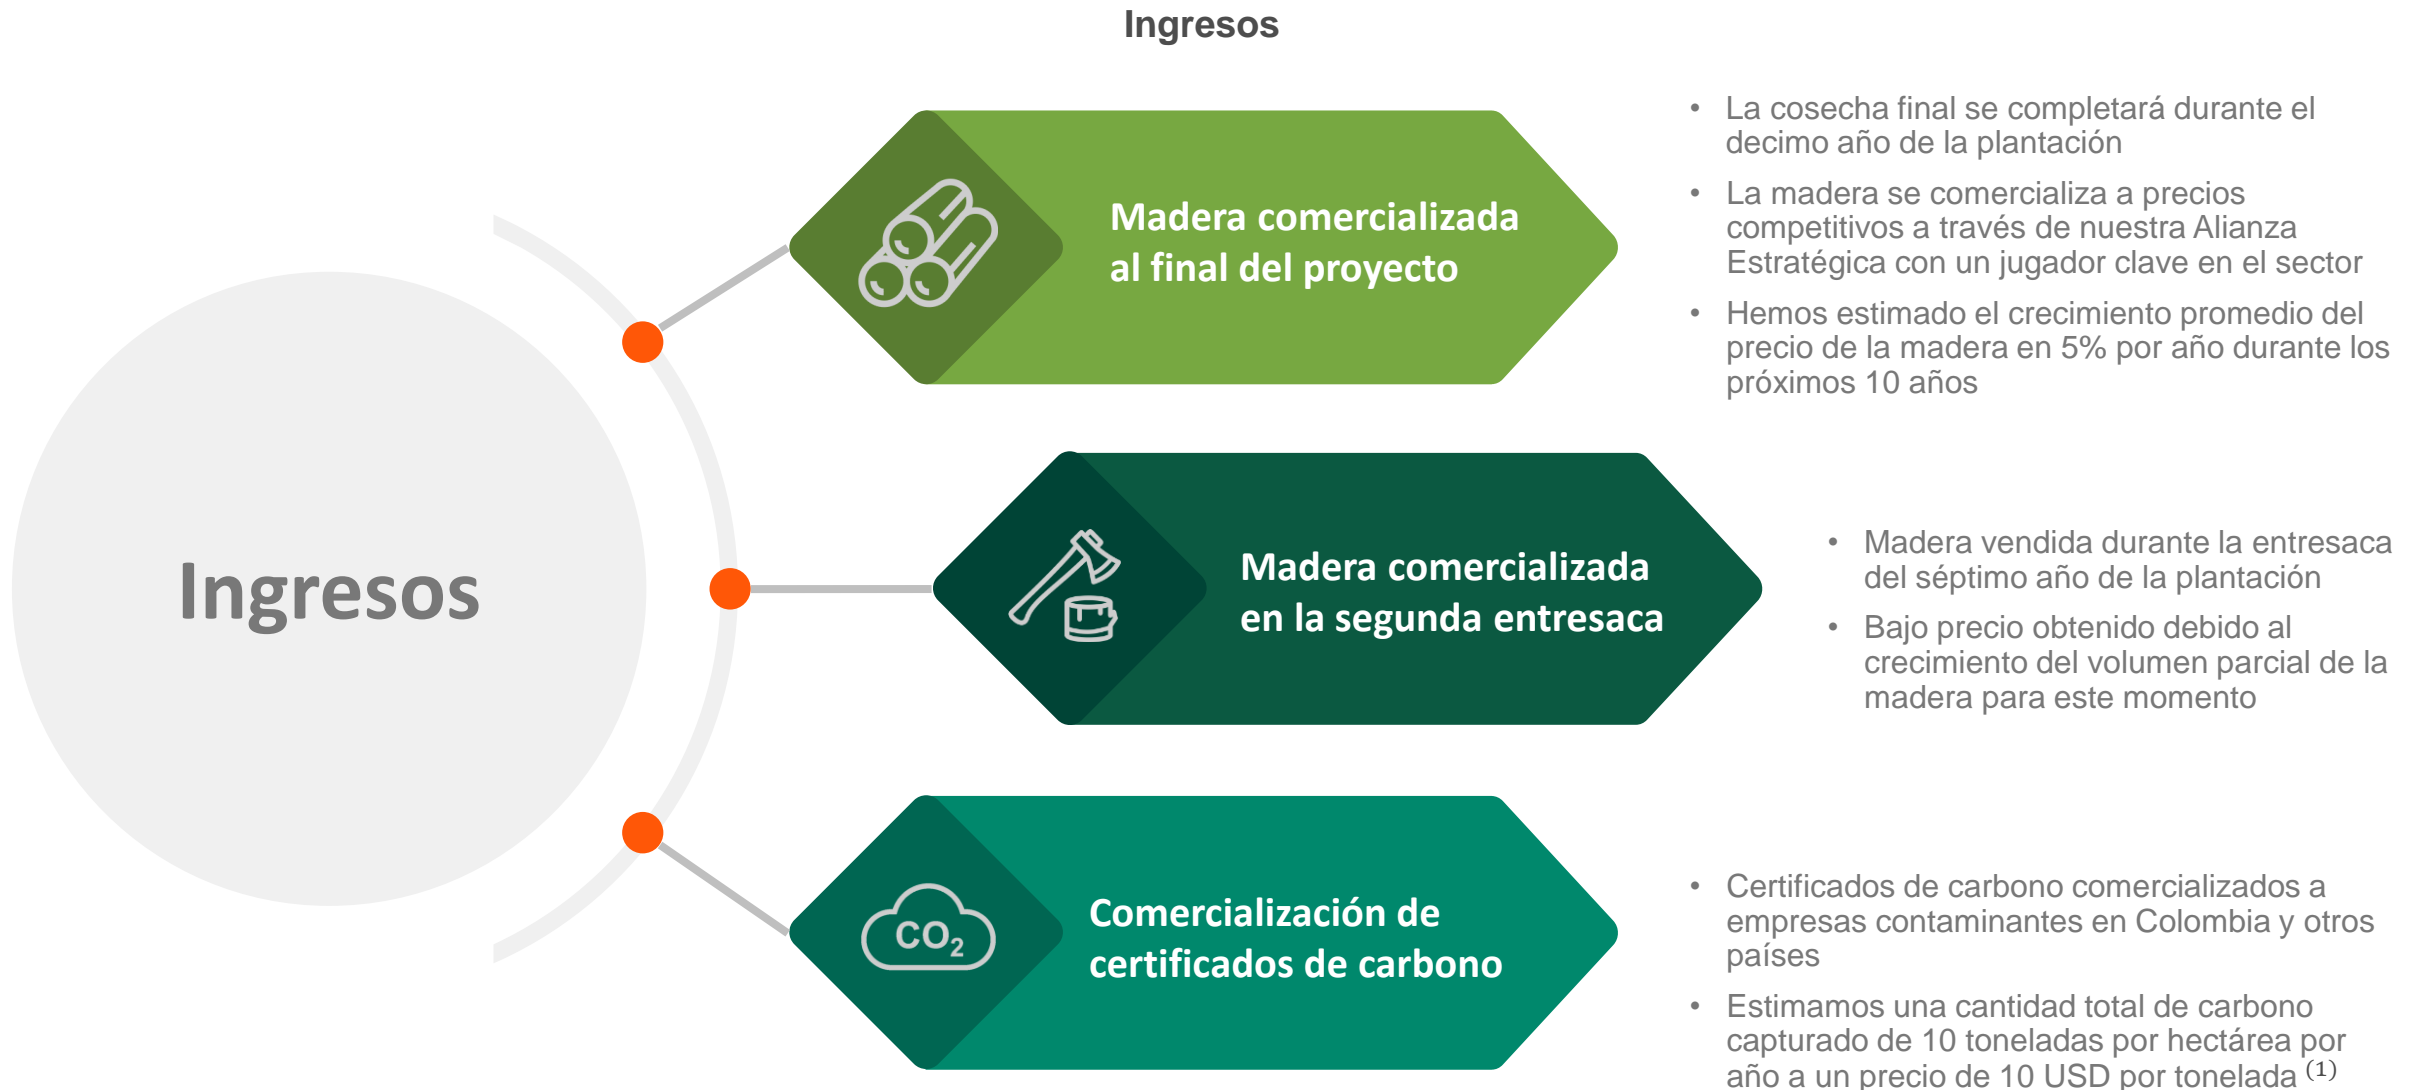 Ingresos
Ingresos
Madera comercializada
al final del proyecto
• La cosecha final se completará durante el
decimo año de la plantación
• La madera se comercializa a precios
competitivos a través de nuestra Alianza
Estratégica con un jugador clave en el sector
• Hemos estimado el crecimiento promedio del
precio de la madera en 5% por año durante los
próximos 10 años
Madera comercializada
en la segunda entresaca
• Madera vendida durante la entresaca
del séptimo año de la plantación
• Bajo precio obtenido debido al
crecimiento del volumen parcial de la
madera para este momento
CO₂
Comercialización de
certificados de carbono
• Certificados de carbono comercializados a
empresas contaminantes en Colombia y otros
países
• Estimamos una cantidad total de carbono
capturado de 10 toneladas por hectárea por
año a un precio de 10 USD por tonelada ⁽¹⁾